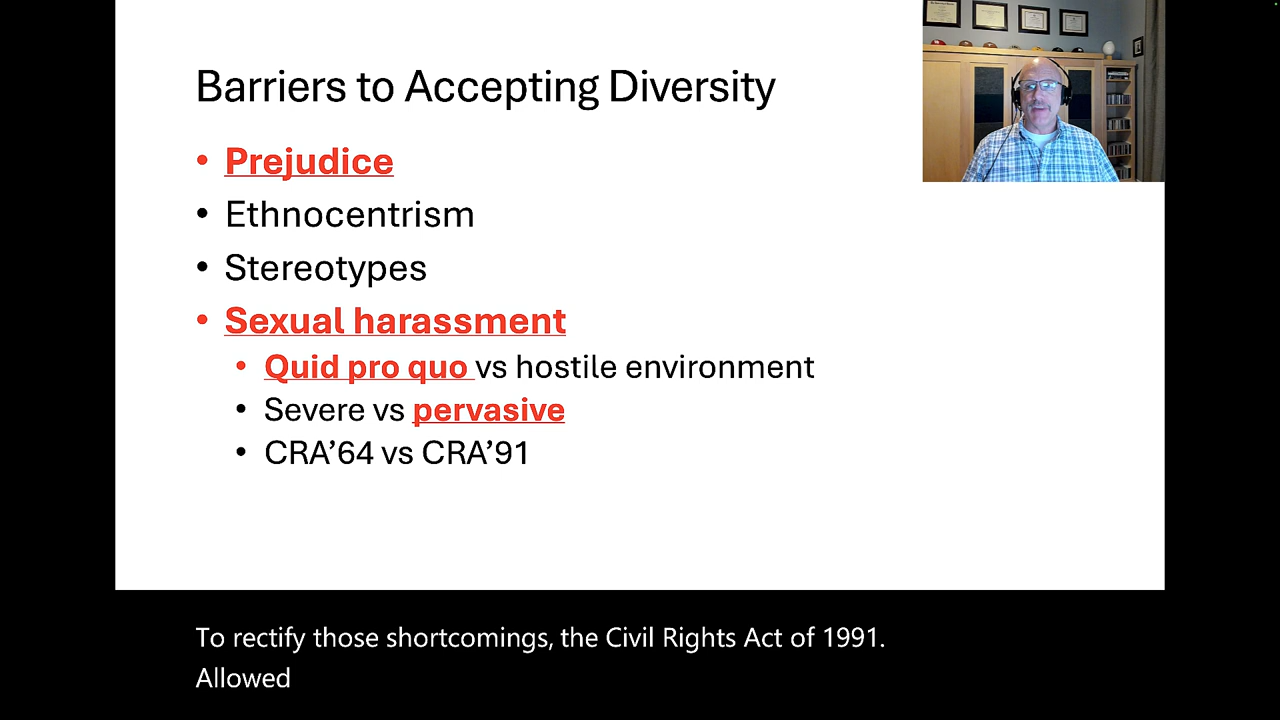 Barriers to Accepting Diversity
• Prejudice
• Ethnocentrism
• Stereotypes
• Sexual harassment
• Quid pro quo vs hostile environment
• Severe vs pervasive
• CRA’64 vs CRA’91
To rectify those shortcomings, the Civil Rights Act of 1991.
Allowed